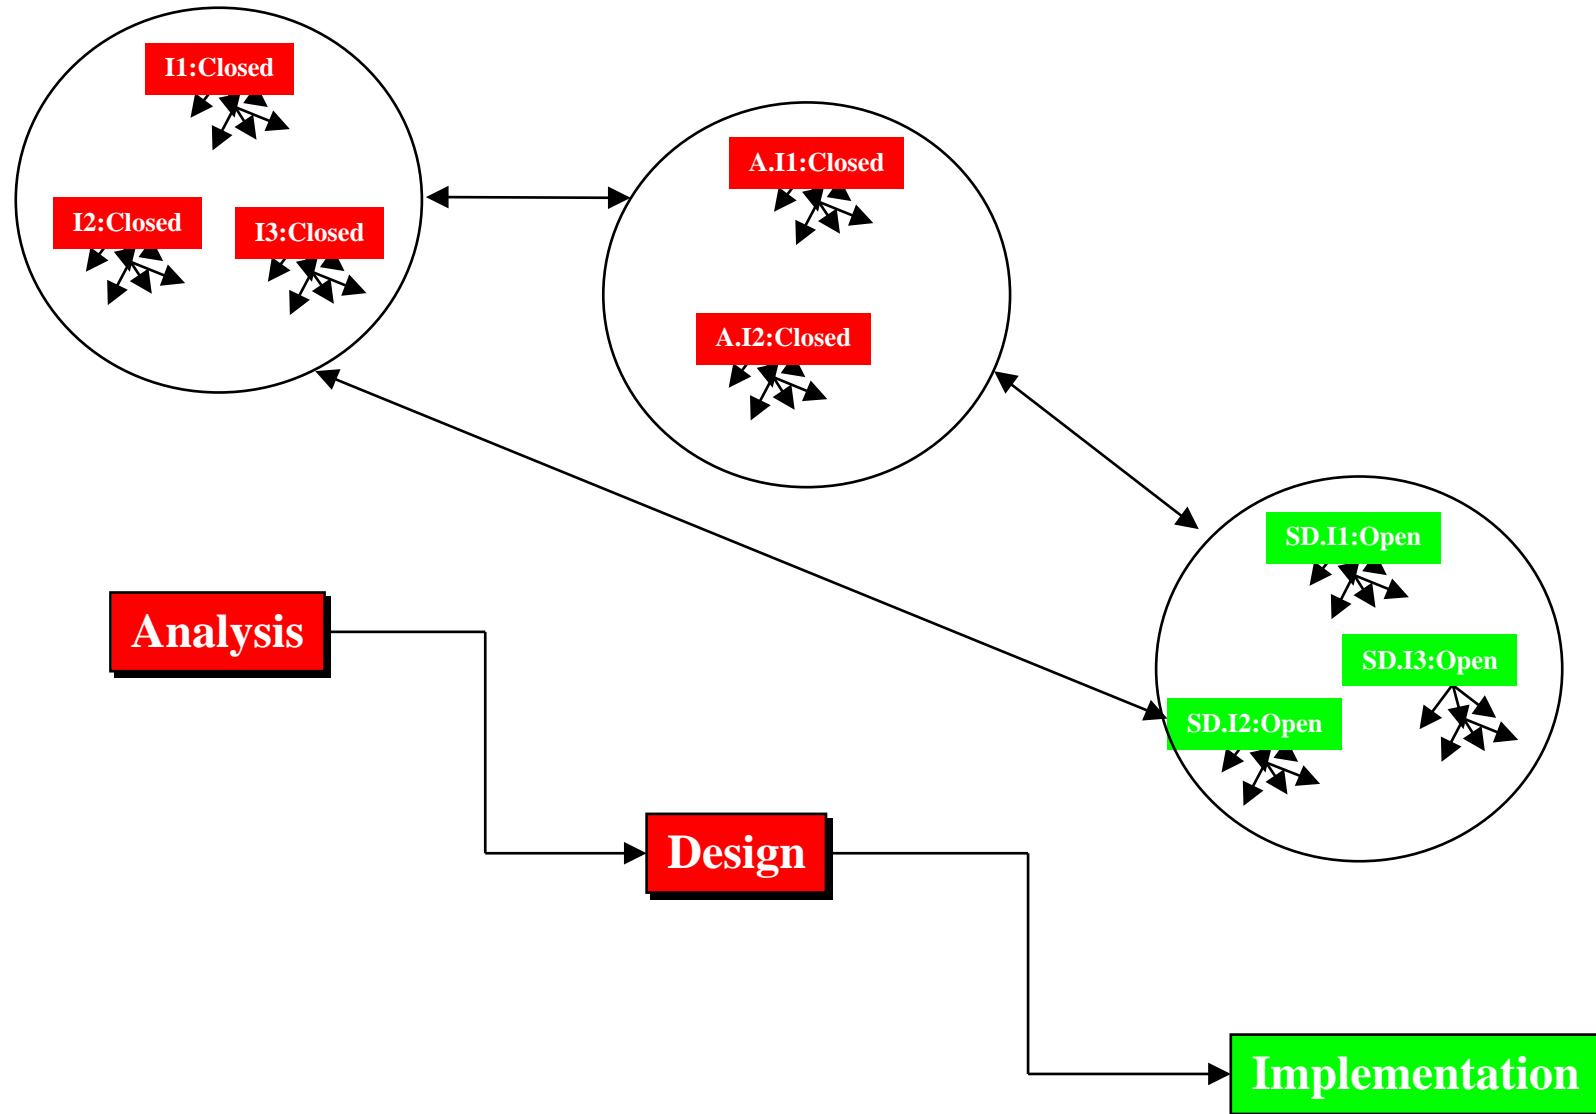 I1:Closed
I2:Closed
I3:Closed
A.I1:Closed
A.I2:Closed
SD.I1:Open
SD.I3:Open
SD.I2:Open
Analysis
Design
Implementation